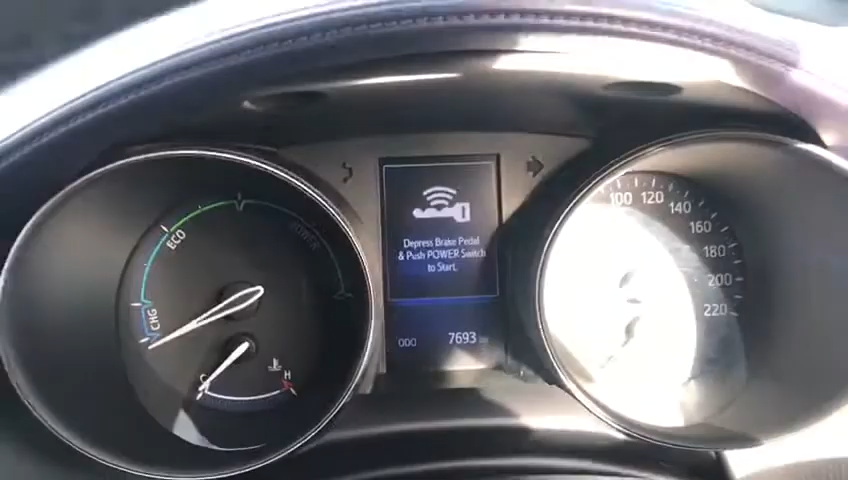 ECO
POWER
CHG
C
H
Depress Brake Pedal
& Push POWER Switch
to Start.
000
7693
100
120
140
160
180
200
220